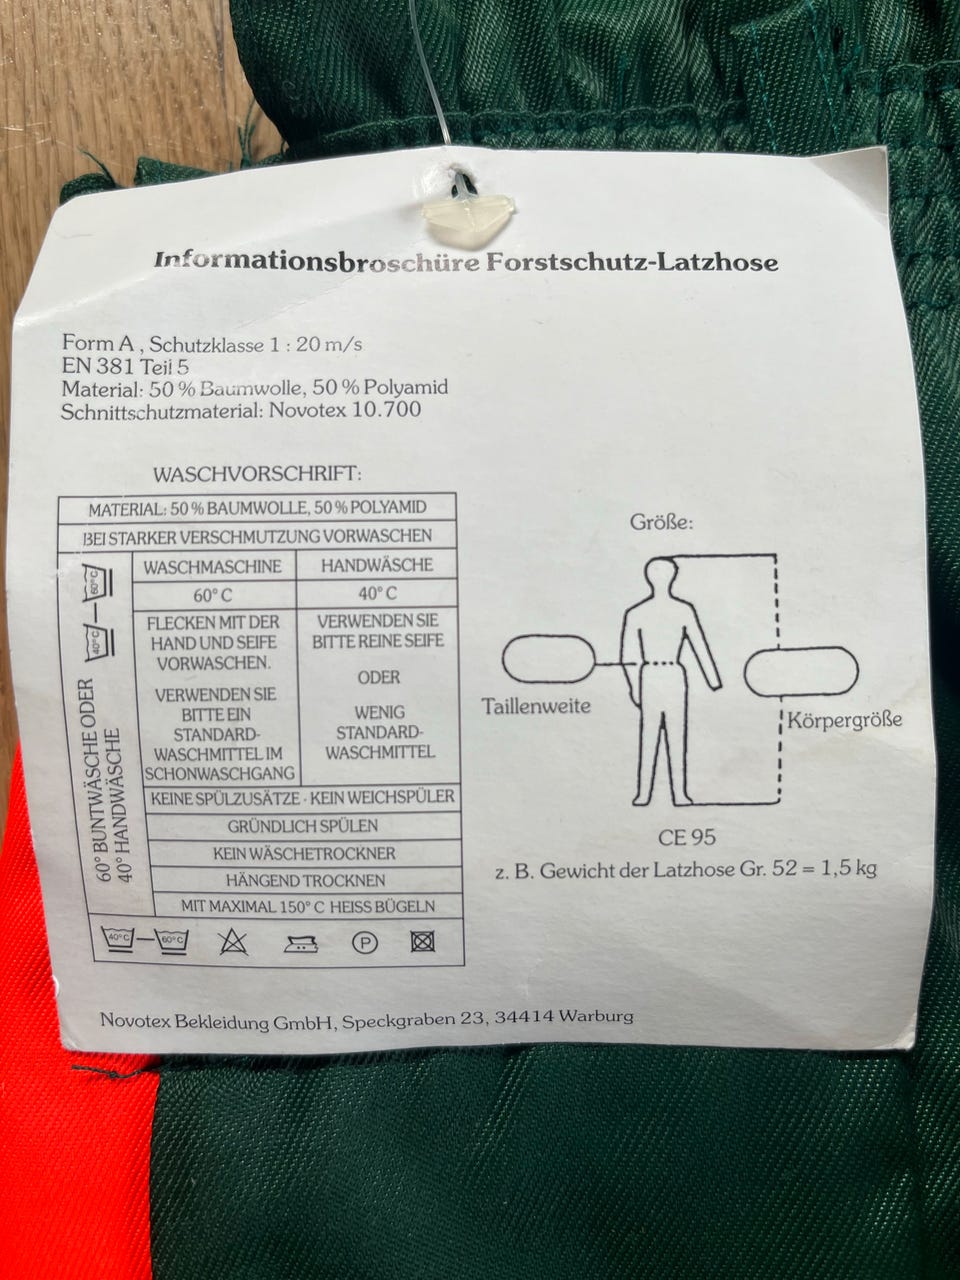 Informationsbroschüre Forstschutz-Latzhose
Form A , Schutzklasse 1 : 20 m/s
EN 381 Teil 5
Material: 50 % Baumwolle, 50 % Polyamid
Schnittschutzmaterial: Novotex 10.700
WASCHVORSCHRIFT:
MATERIAL: 50 % BAUMWOLLE, 50 % POLYAMID
BEI STARKER VERSCHMUTZUNG VORWASCHEN
60° BUNTWÄSCHE ODER
40° HANDWÄSCHE
40°C
60°C
WASCHMASCHINE
60° C
FLECKEN MIT DER
HAND UND SEIFE
VORWASCHEN.
VERWENDEN SIE
BITTE EIN
STANDARD-
WASCHMITTEL IM
SCHONWASCHGANG
HANDWÄSCHE
40° C
VERWENDEN SIE
BITTE REINE SEIFE
ODER
WENIG
STANDARD-
WASCHMITTEL
KEINE SPÜLZUSÄTZE · KEIN WEICHSPÜLER
GRÜNDLICH SPÜLEN
KEIN WÄSCHETROCKNER
HÄNGEND TROCKNEN
MIT MAXIMAL 150° C HEISS BÜGELN
40°C
60°C
P
Größe:
Taillenweite
Körpergröße
CE 95
z. B. Gewicht der Latzhose Gr. 52 = 1,5 kg
Novotex Bekleidung GmbH, Speckgraben 23, 34414 Warburg